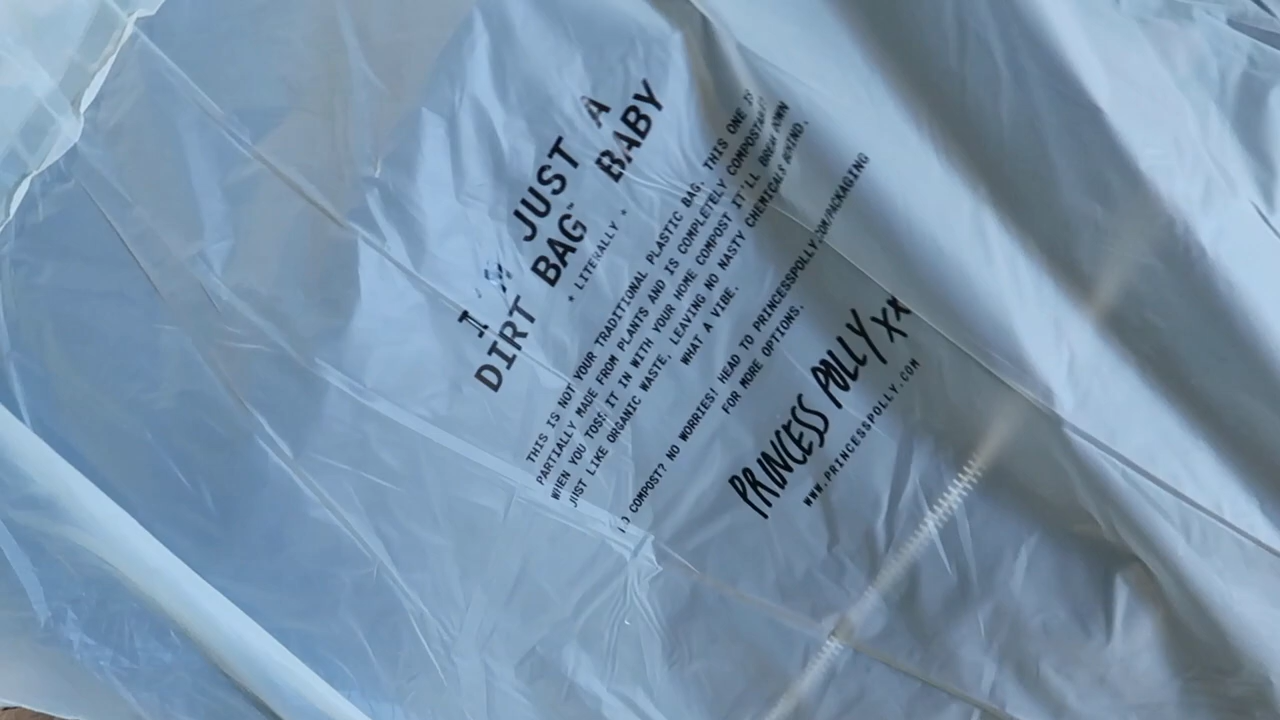 I'M JUST A
DIRT BAG™ BABY
* LITERALLY *
THIS IS NOT YOUR TRADITIONAL PLASTIC BAG, THIS ONE IS
PARTIALLY MADE FROM PLANTS AND IS COMPLETELY COMPOSTABLE.
WHEN YOU TOSS IT IN WITH YOUR HOME COMPOST IT'LL BREAK DOWN
JUST LIKE ORGANIC WASTE, LEAVING NO NASTY CHEMICALS BEHIND.
WHAT A VIBE.
NO COMPOST? NO WORRIES! HEAD TO PRINCESSPOLLY.COM/PACKAGING
FOR MORE OPTIONS.
PRINCESS POLLY xx
WWW.PRINCESSPOLLY.COM